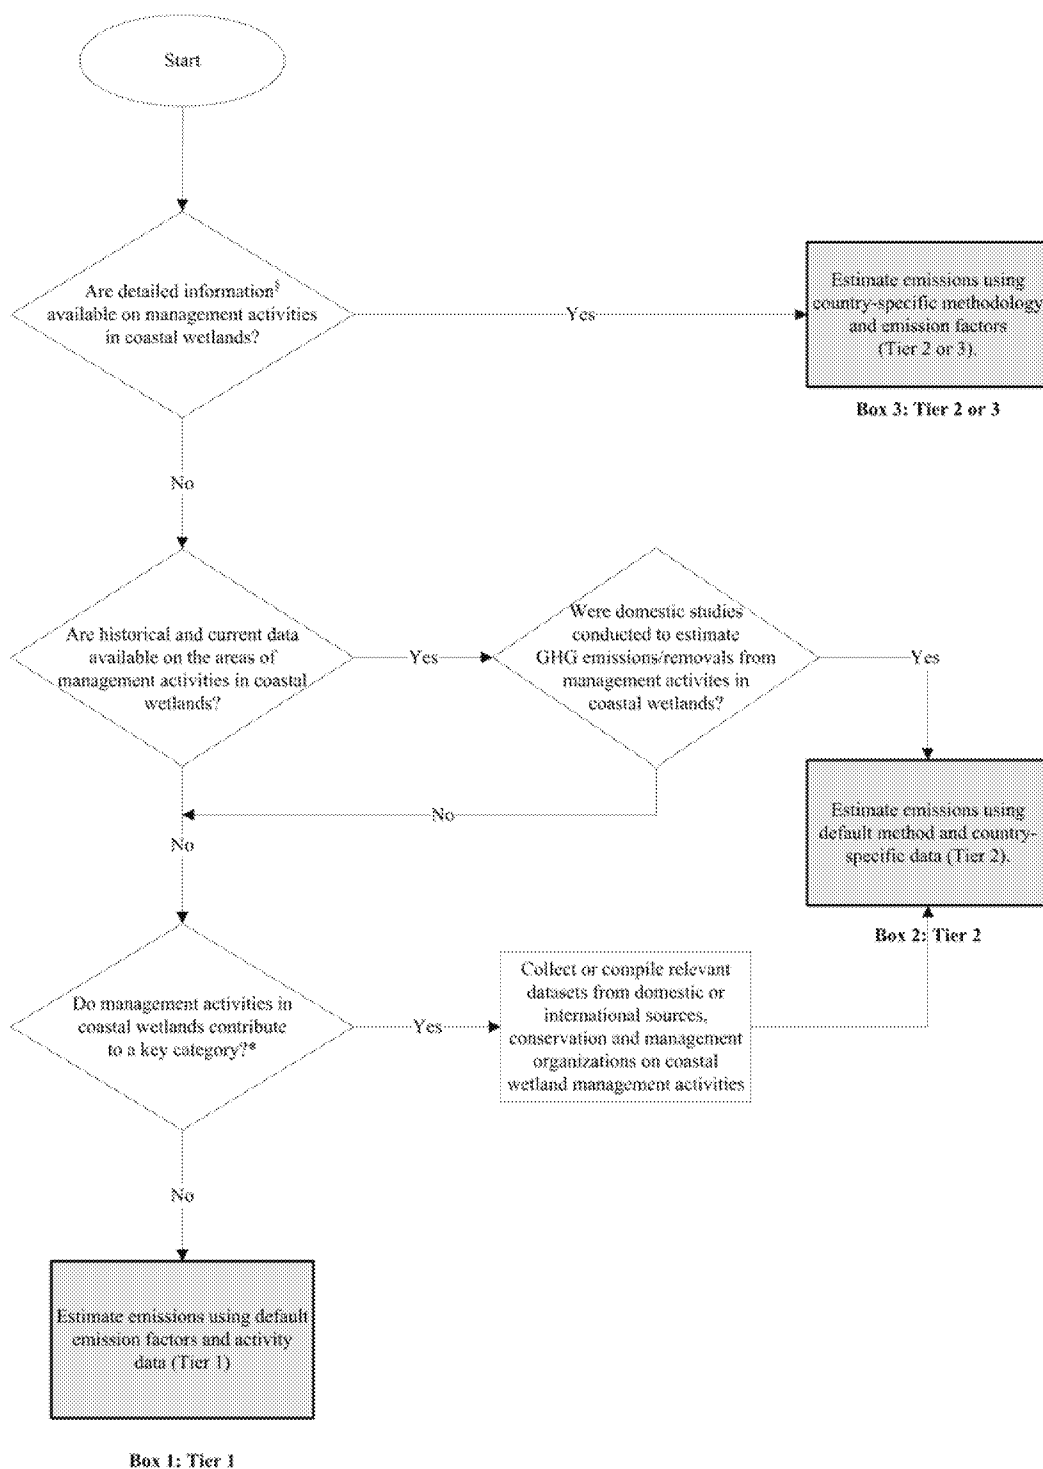 Start
Are detailed information§
available on management activities
in coastal wetlands?
Yes
Estimate emissions using
country-specific methodology
and emission factors
(Tier 2 or 3).
Box 3: Tier 2 or 3
No
Are historical and current data
available on the areas of
management activities in coastal
wetlands?
Yes
Were domestic studies
conducted to estimate
GHG emissions/removals from
management activites in
coastal wetlands?
Yes
No
No
Estimate emissions using
default method and country-
specific data (Tier 2).
Box 2: Tier 2
Do management activities in
coastal wetlands contribute
to a key category?*
Yes
Collect or compile relevant
datasets from domestic or
international sources,
conservation and management
organizations on coastal
wetland management activities
No
Estimate emissions using default
emission factors and activity
data (Tier 1)
Box 1: Tier 1